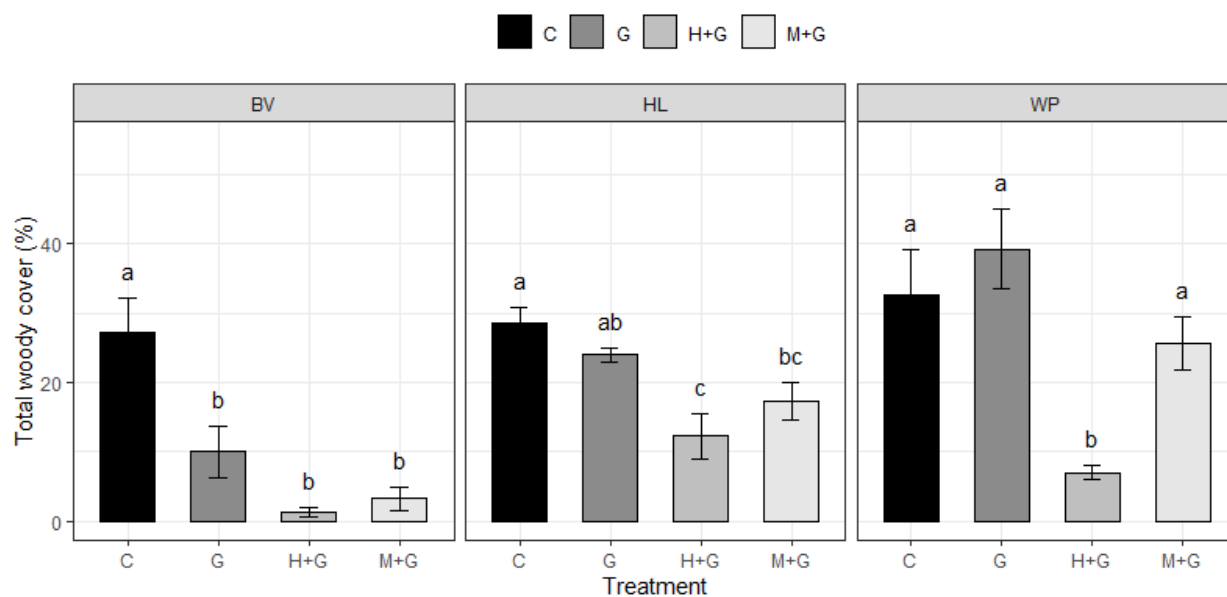 C G H+G M+G
BV HL WP
Total woody cover (%)
40
20
0
a b b b
a ab c bc
a a b a
C G H+G M+G C G H+G M+G C G H+G M+G
Treatment